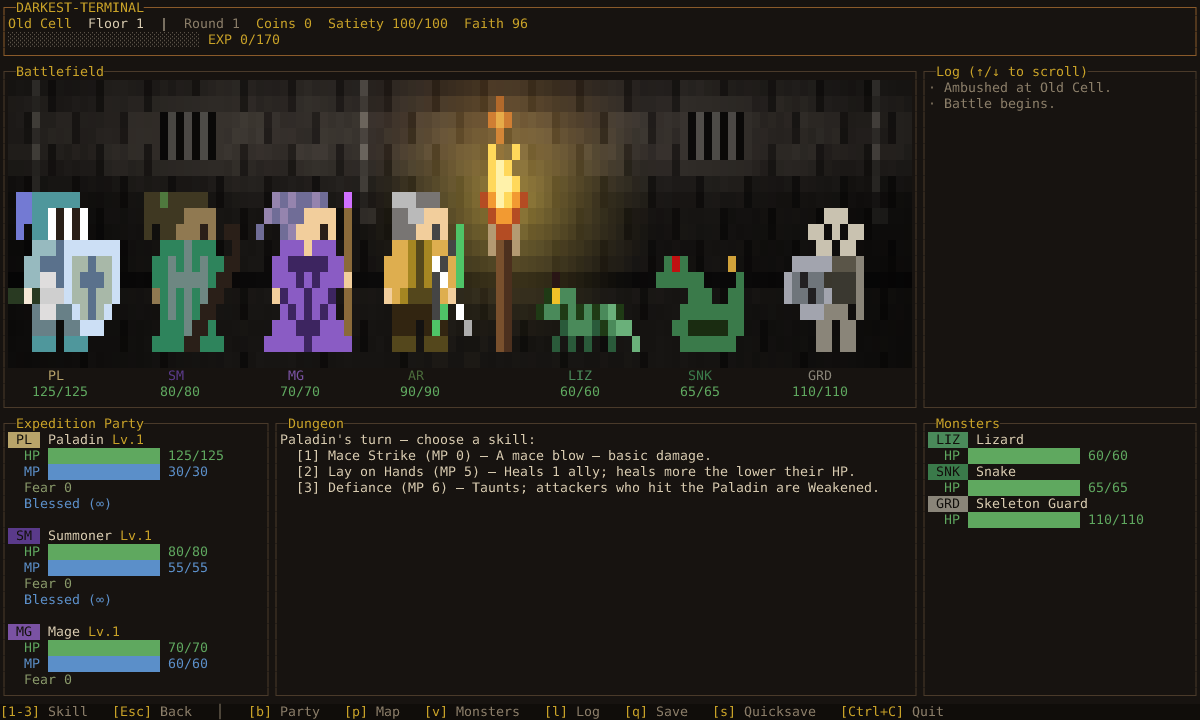 DARKEST-TERMINAL
Old Cell  Floor 1  |  Round 1  Coins 0  Satiety 100/100  Faith 96
EXP 0/170
Battlefield
PL  SM  MG  AR  LIZ  SNK  GRD
125/125  80/80  70/70  90/90  60/60  65/65  110/110
Log (↑/↓ to scroll)
· Ambushed at Old Cell.
· Battle begins.
Expedition Party
PL  Paladin Lv.1
HP  125/125
MP  30/30
Fear 0
Blessed (∞)
SM  Summoner Lv.1
HP  80/80
MP  55/55
Fear 0
Blessed (∞)
MG  Mage Lv.1
HP  70/70
MP  60/60
Fear 0
Dungeon
Paladin's turn — choose a skill:
[1] Mace Strike (MP 0) — A mace blow — basic damage.
[2] Lay on Hands (MP 5) — Heals 1 ally; heals more the lower their HP.
[3] Defiance (MP 6) — Taunts; attackers who hit the Paladin are Weakened.
Monsters
LIZ  Lizard
HP  60/60
SNK  Snake
HP  65/65
GRD  Skeleton Guard
HP  110/110
[1-3] Skill  [Esc] Back  │  [b] Party  [p] Map  [v] Monsters  [l] Log  [q] Save  [s] Quicksave  [Ctrl+C] Quit